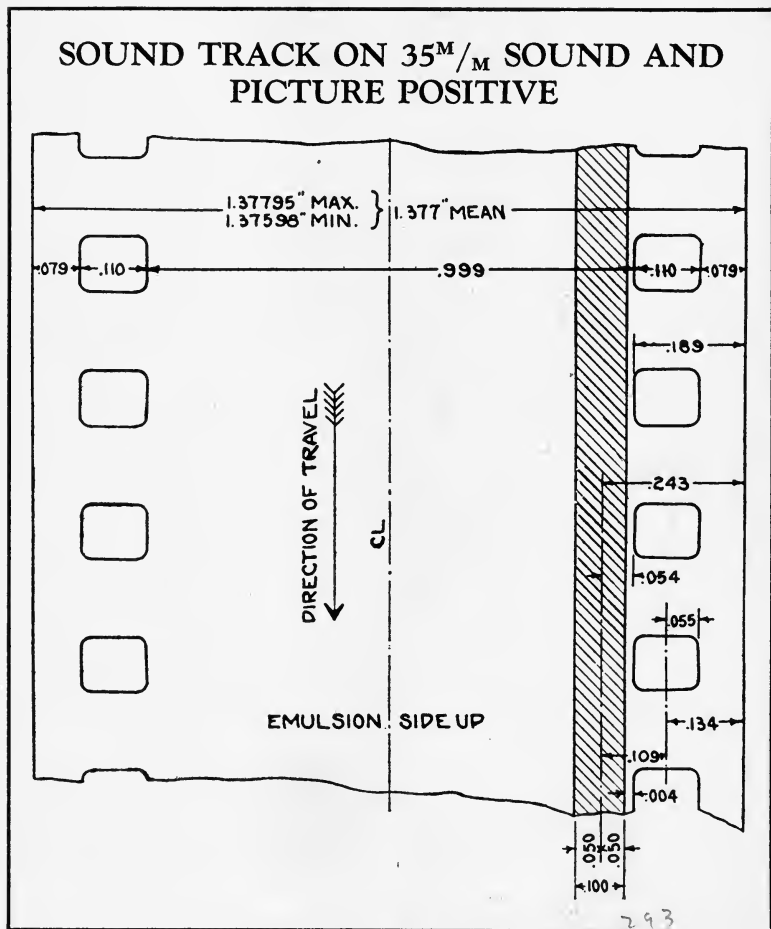 SOUND TRACK ON 35M/M SOUND AND
PICTURE POSITIVE
1.37795" MAX.
1.37598" MIN.
} 1.377" MEAN
.079
.110
.999
.110
.079
.189
DIRECTION OF TRAVEL
CL
.243
.054
.055
EMULSION SIDE UP
.134
.109
.004
.050
.050
.100
293